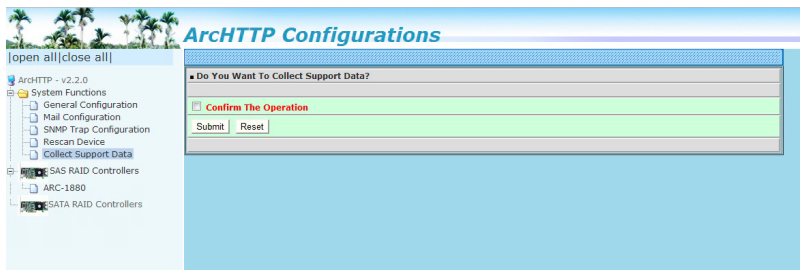 ArcHTTP Configurations
|open all|close all|
ArcHTTP - v2.2.0
System Functions
General Configuration
Mail Configuration
SNMP Trap Configuration
Rescan Device
Collect Support Data
SAS RAID Controllers
ARC-1880
SATA RAID Controllers
Do You Want To Collect Support Data?
Confirm The Operation
Submit Reset